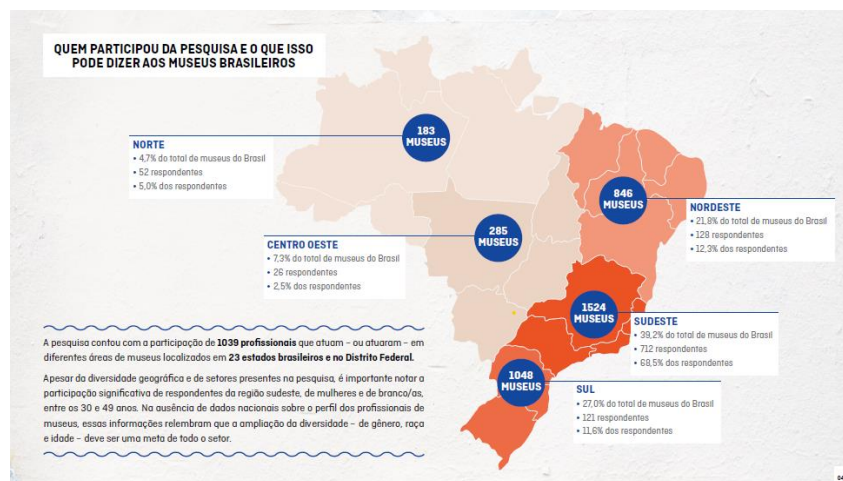 QUEM PARTICIPOU DA PESQUISA E O QUE ISSO
PODE DIZER AOS MUSEUS BRASILEIROS
183
MUSEUS
NORTE
• 4,7% do total de museus do Brasil
• 52 respondentes
• 5,0% dos respondentes
846
MUSEUS
NORDESTE
• 21,8% do total de museus do Brasil
• 128 respondentes
• 12,3% dos respondentes
285
MUSEUS
CENTRO OESTE
• 7,3% do total de museus do Brasil
• 26 respondentes
• 2,5% dos respondentes
1524
MUSEUS
SUDESTE
• 39,2% do total de museus do Brasil
• 712 respondentes
• 68,5% dos respondentes
1048
MUSEUS
SUL
• 27,0% do total de museus do Brasil
• 121 respondentes
• 11,6% dos respondentes
A pesquisa contou com a participação de 1039 profissionais que atuam – ou atuaram – em
diferentes áreas de museus localizados em 23 estados brasileiros e no Distrito Federal.
Apesar da diversidade geográfica e de setores presentes na pesquisa, é importante notar a
participação significativa de respondentes da região sudeste, de mulheres e de branco/as,
entre os 30 e 49 anos. Na ausência de dados nacionais sobre o perfil dos profissionais de
museus, essas informações relembram que a ampliação da diversidade – de gênero, raça
e idade – deve ser uma meta de todo o setor.